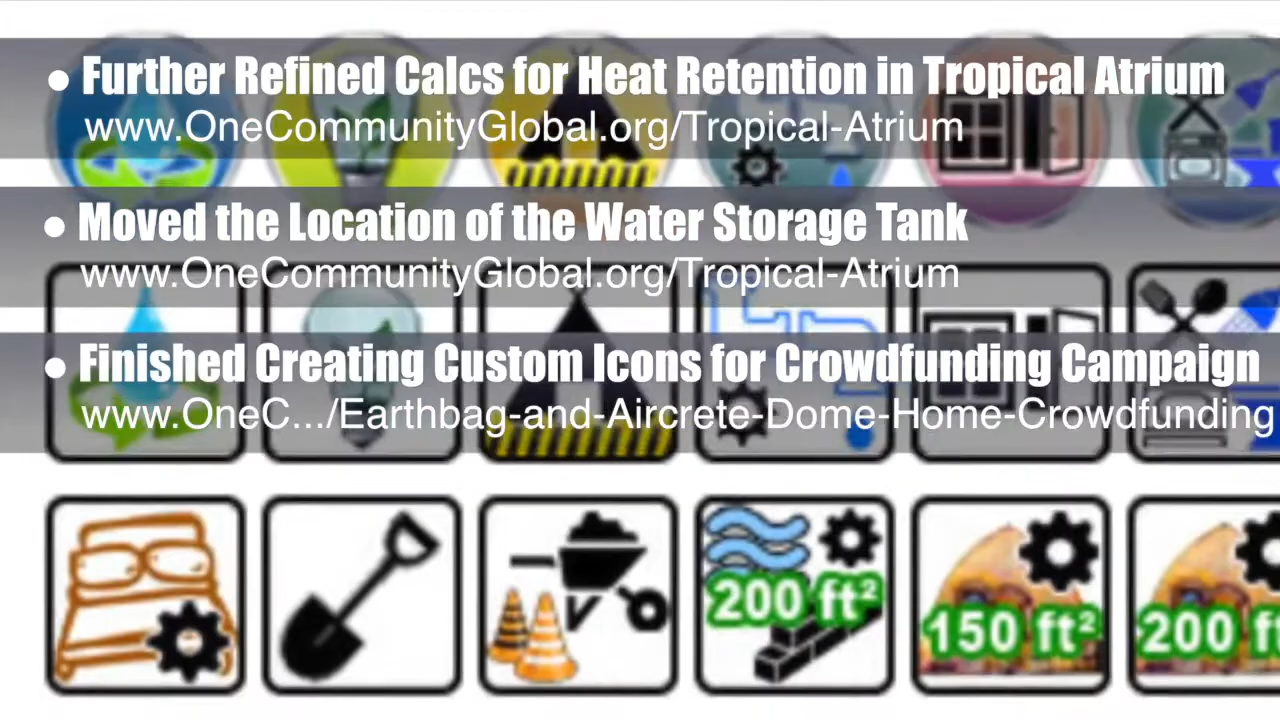 • Further Refined Calcs for Heat Retention in Tropical Atrium
www.OneCommunityGlobal.org/Tropical-Atrium
• Moved the Location of the Water Storage Tank
www.OneCommunityGlobal.org/Tropical-Atrium
• Finished Creating Custom Icons for Crowdfunding Campaign
www.OneC.../Earthbag-and-Aircrete-Dome-Home-Crowdfunding
200 ft²
150 ft²
200 f